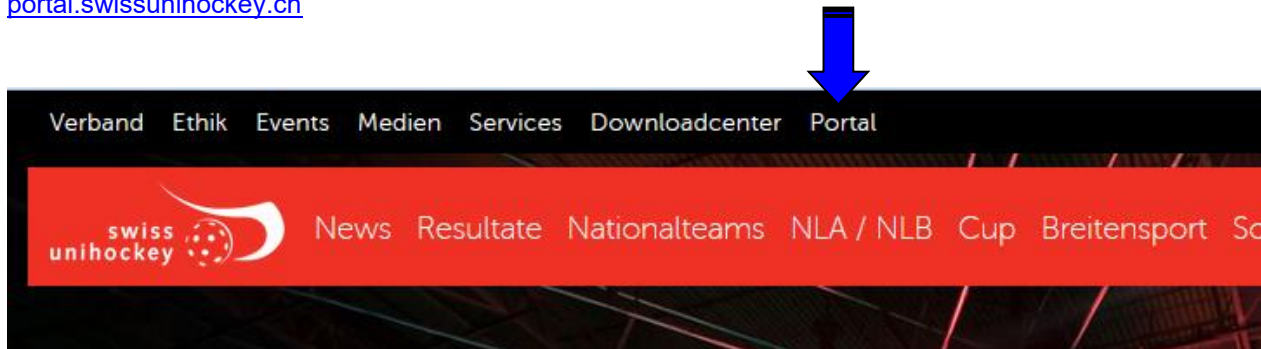 portal.swissunihockey.ch
Verband Ethik Events Medien Services Downloadcenter Portal
swiss
unihockey
News Resultate Nationalteams NLA / NLB Cup Breitensport